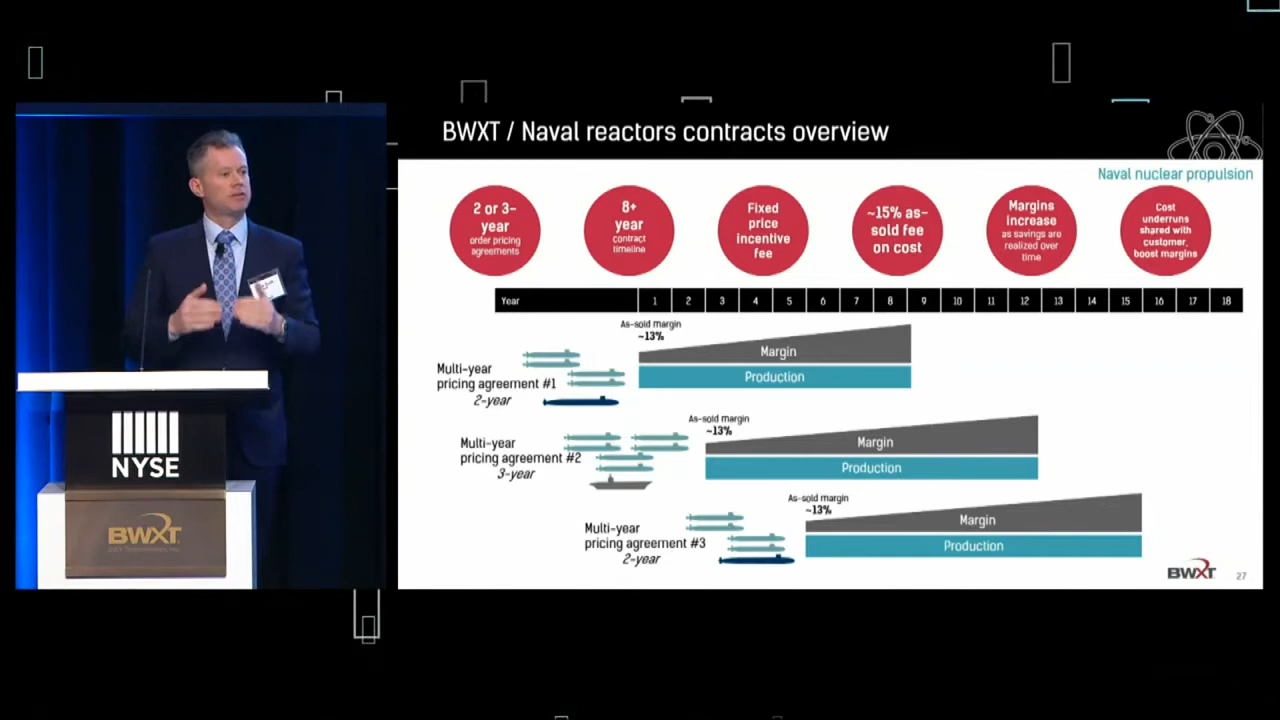 BWXT / Naval reactors contracts overview
Naval nuclear propulsion
2 or 3-
year
order pricing
agreements
8+
year
contract
timeline
Fixed
price
incentive
fee
~15% as-
sold fee
on cost
Margins
increase
as savings are
realized over
time
Cost
underruns
shared with
customer,
boost margins
Year 1 2 3 4 5 6 7 8 9 10 11 12 13 14 15 16 17 18
As-sold margin
~13%
Margin
Production
Multi-year
pricing agreement #1
2-year
As-sold margin
~13%
Margin
Production
Multi-year
pricing agreement #2
3-year
As-sold margin
~13%
Margin
Production
Multi-year
pricing agreement #3
2-year
BWXT
27
NYSE
BWXT